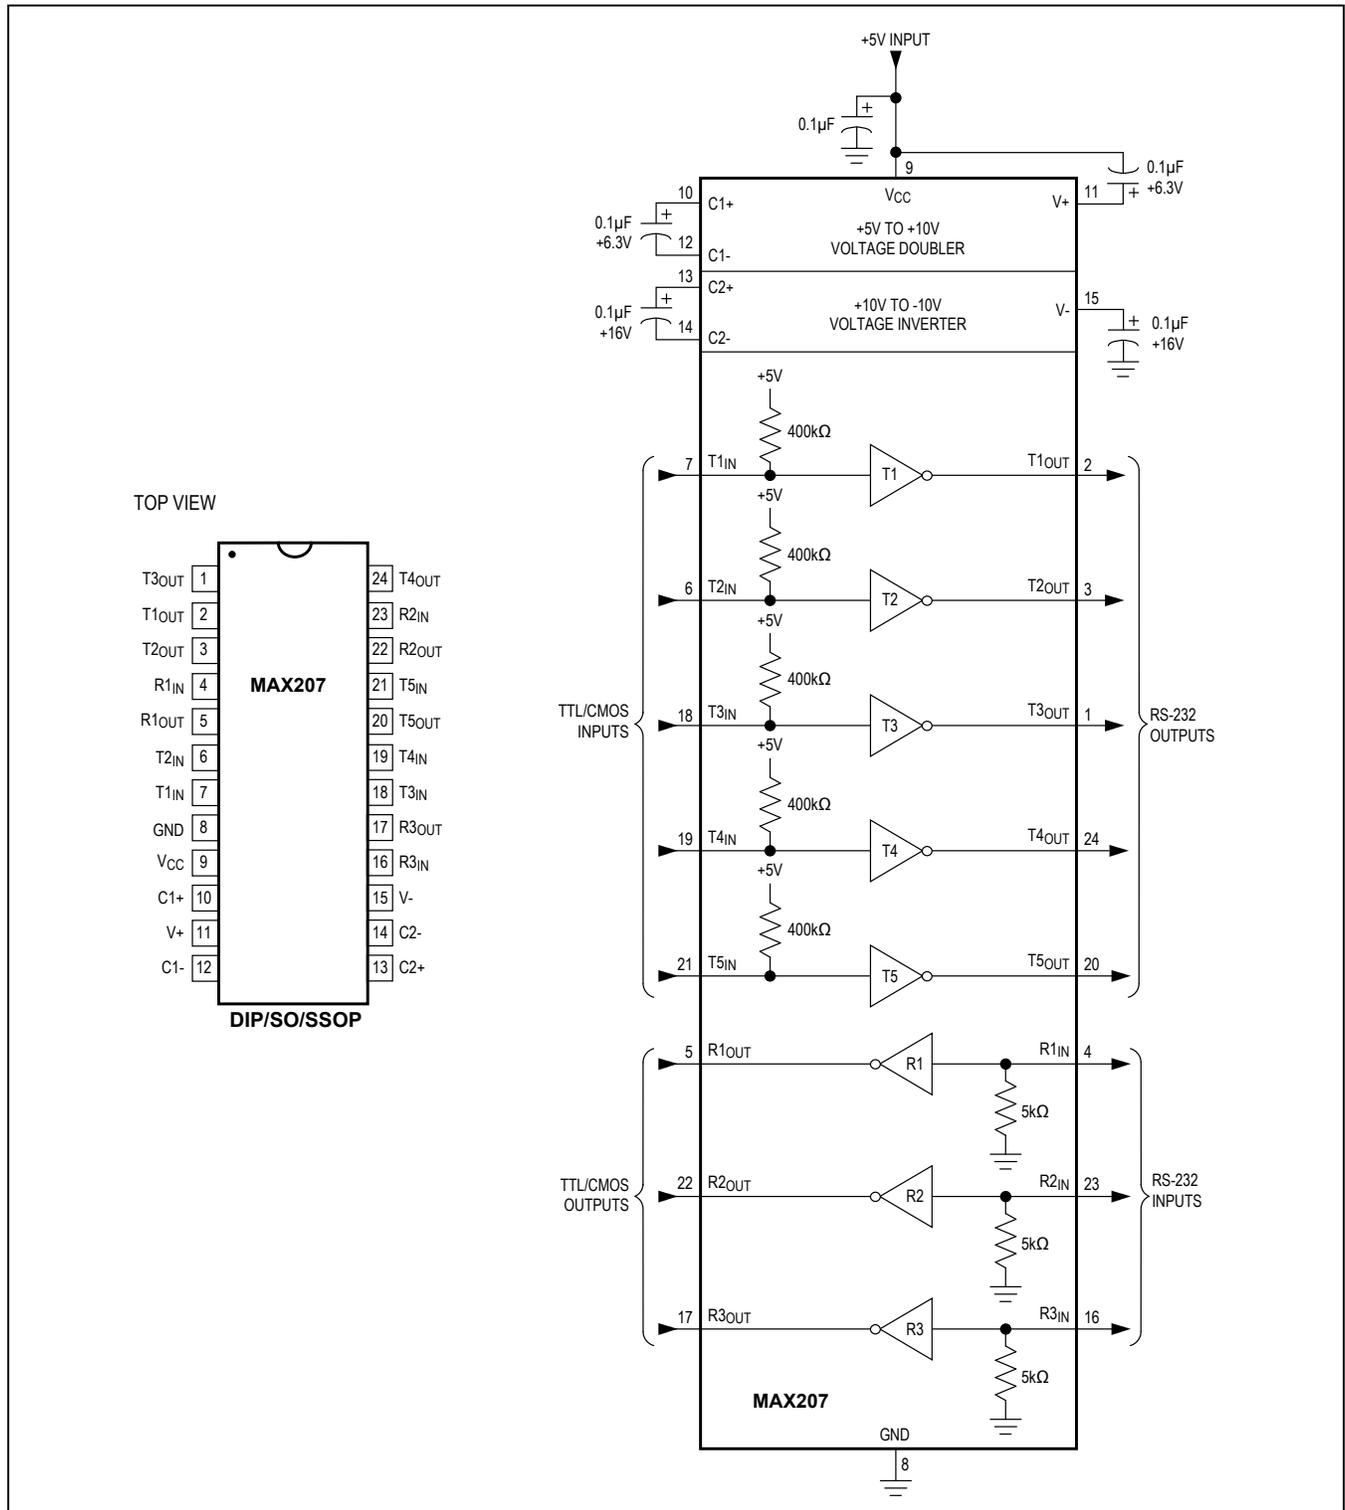 TOP VIEW
T3OUT 1
T1OUT 2
T2OUT 3
R1IN 4
R1OUT 5
T2IN 6
T1IN 7
GND 8
VCC 9
C1+ 10
V+ 11
C1- 12
MAX207
24 T4OUT
23 R2IN
22 R2OUT
21 T5IN
20 T5OUT
19 T4IN
18 T3IN
17 R3OUT
16 R3IN
15 V-
14 C2-
13 C2+
DIP/SO/SSOP
+5V INPUT
0.1µF
+
9
VCC
0.1µF
+6.3V
+
11
V+
10
C1+
+
0.1µF
+6.3V
12
C1-
+5V TO +10V
VOLTAGE DOUBLER
13
C2+
+
0.1µF
+16V
14
C2-
+10V TO -10V
VOLTAGE INVERTER
V-
15
+
0.1µF
+16V
+5V
400kΩ
7 T1IN T1 T1OUT 2
+5V
400kΩ
6 T2IN T2 T2OUT 3
+5V
400kΩ
TTL/CMOS
INPUTS
18 T3IN T3 T3OUT 1
RS-232
OUTPUTS
+5V
400kΩ
19 T4IN T4 T4OUT 24
+5V
400kΩ
21 T5IN T5 T5OUT 20
5 R1OUT R1 R1IN 4
5kΩ
TTL/CMOS
OUTPUTS
22 R2OUT R2 R2IN 23
RS-232
INPUTS
5kΩ
17 R3OUT R3 R3IN 16
5kΩ
MAX207
GND
8